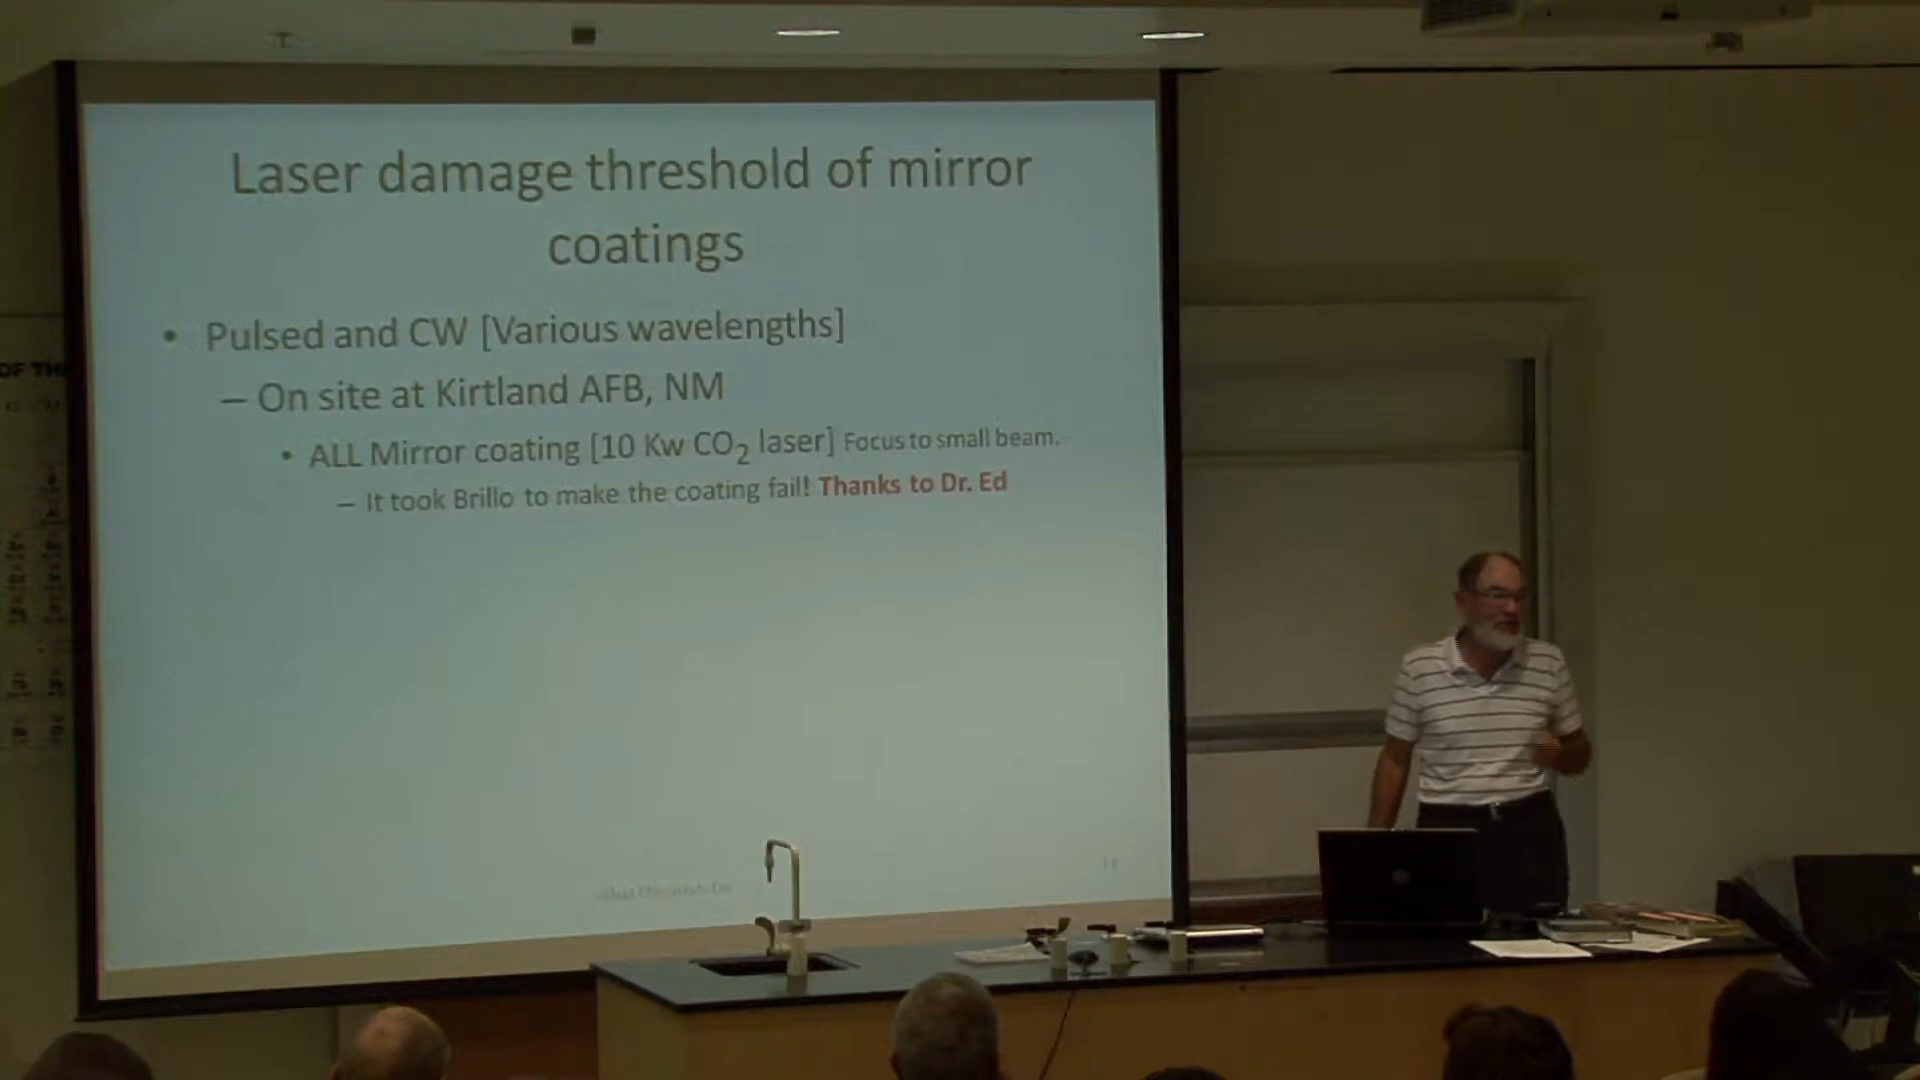 Laser damage threshold of mirror
coatings
• Pulsed and CW [Various wavelengths]
– On site at Kirtland AFB, NM
• ALL Mirror coating [10 Kw CO2 laser] Focus to small beam.
– It took Brillo to make the coating fail! Thanks to Dr. Ed
OF TH